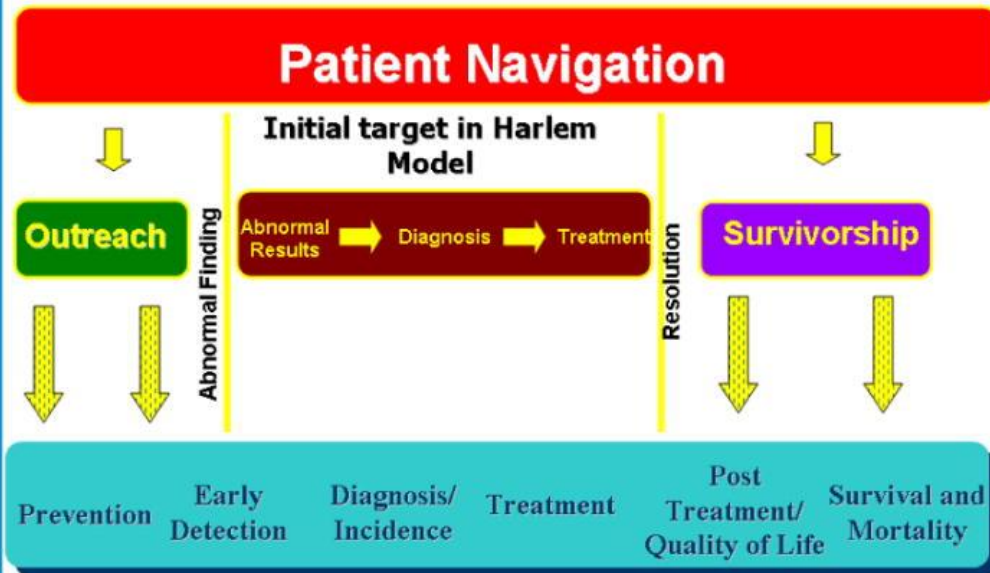 Patient Navigation
Initial target in Harlem
Model
Outreach
Abnormal Finding
Abnormal
Results
Diagnosis
Treatment
Resolution
Survivorship
Prevention
Early
Detection
Diagnosis/
Incidence
Treatment
Post
Treatment/
Quality of Life
Survival and
Mortality